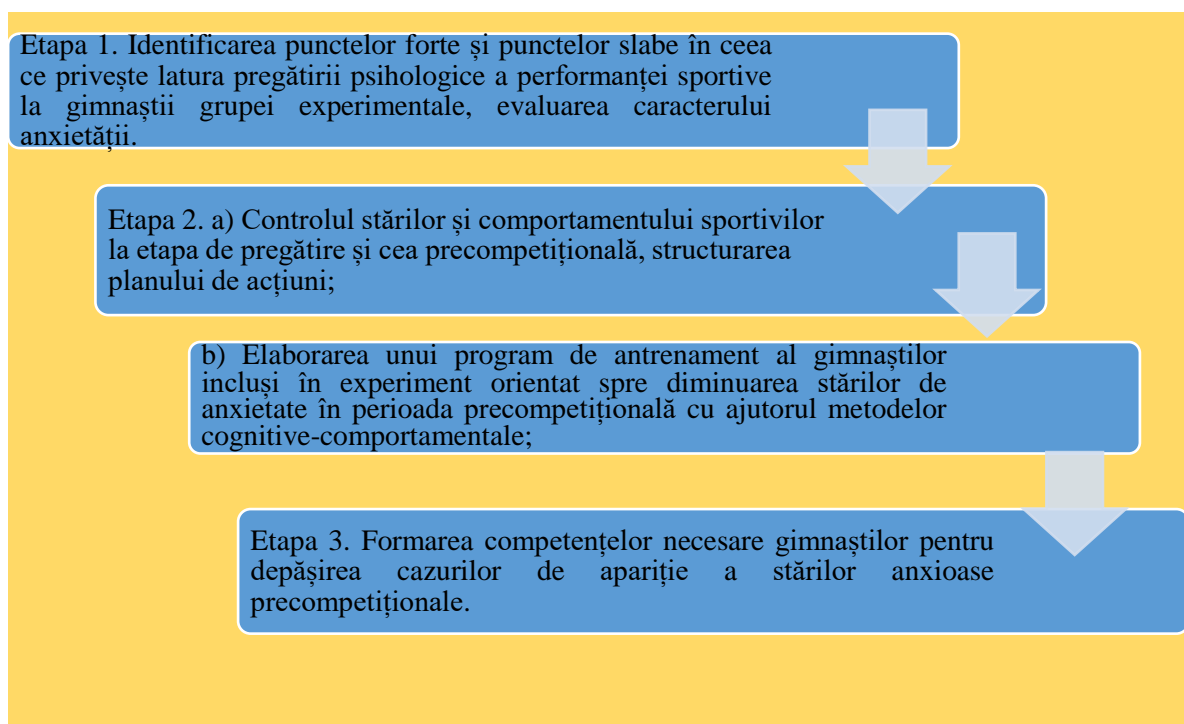 Etapa 1. Identificarea punctelor forte și punctelor slabe în ceea
ce privește latura pregătirii psihologice a performanței sportive
la gimnaștii grupei experimentale, evaluarea caracterului
anxietății.
Etapa 2. a) Controlul stărilor și comportamentului sportivilor
la etapa de pregătire și cea precompetițională, structurarea
planului de acțiuni;
b) Elaborarea unui program de antrenament al gimnaștilor
incluși în experiment orientat spre diminuarea stărilor de
anxietate în perioada precompetițională cu ajutorul metodelor
cognitive-comportamentale;
Etapa 3. Formarea competențelor necesare gimnaștilor pentru
depășirea cazurilor de apariție a stărilor anxioase
precompetiționale.